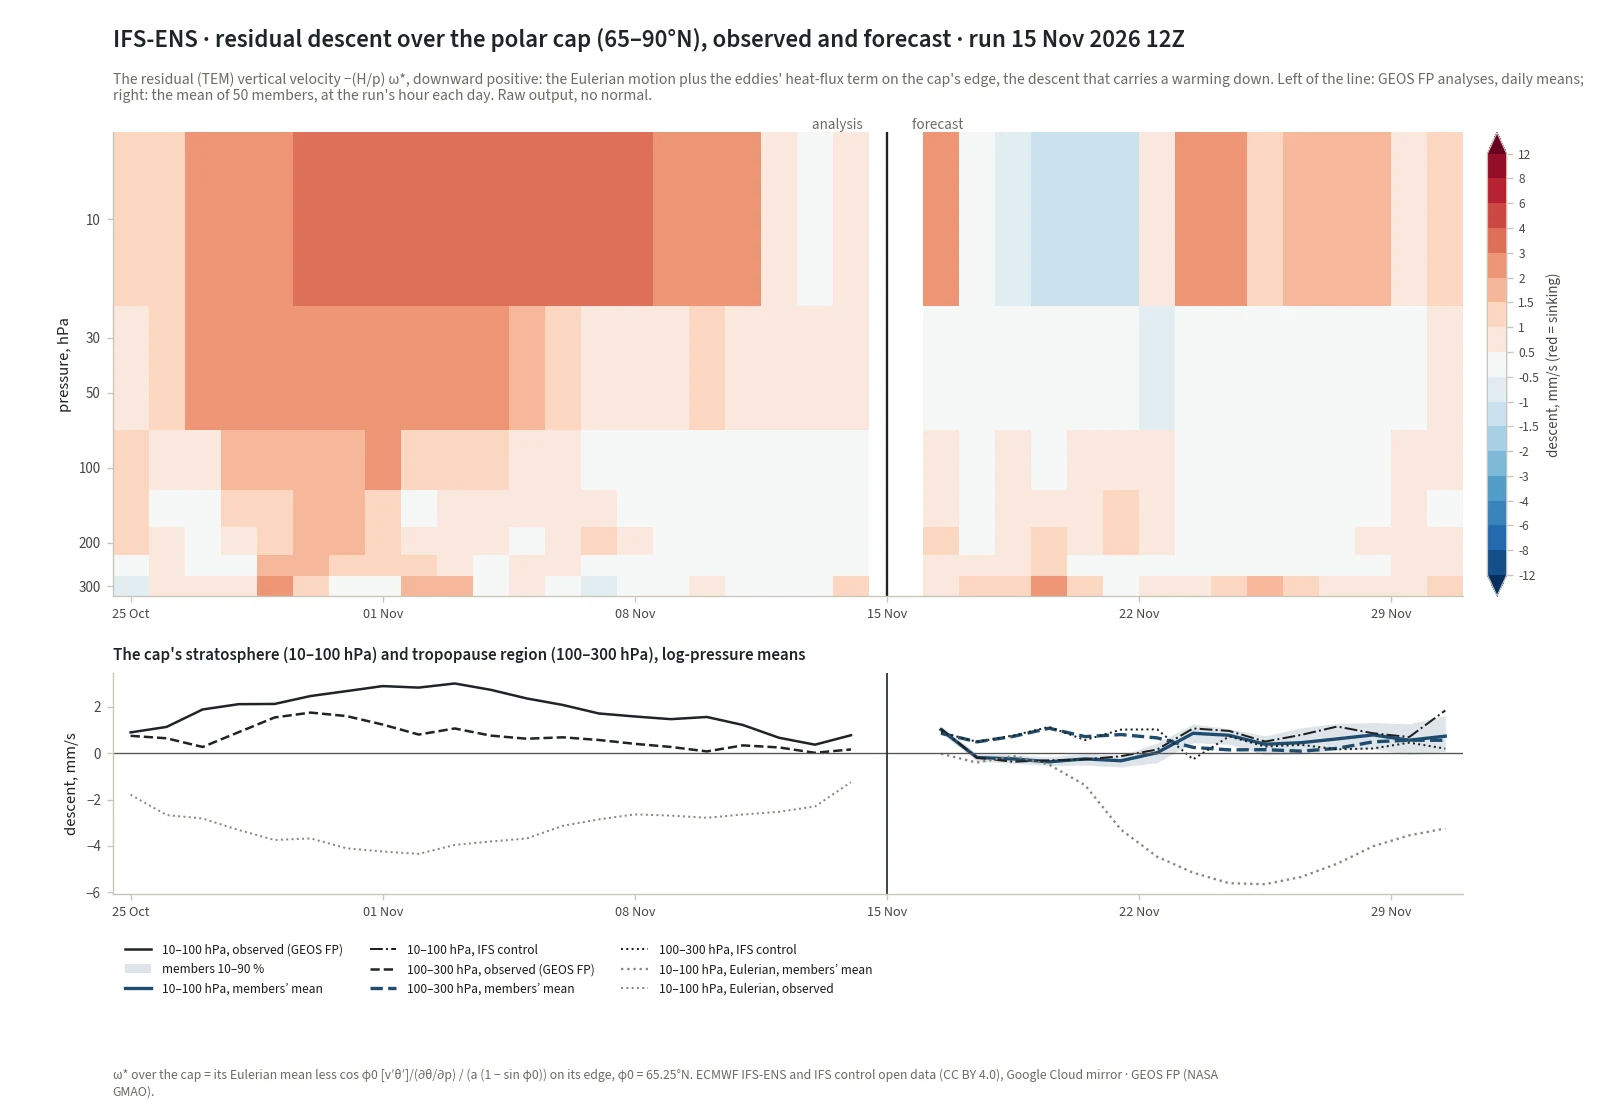 IFS-ENS · residual descent over the polar cap (65–90°N), observed and forecast · run 15 Nov 2026 12Z
The residual (TEM) vertical velocity −(H/p) ω*, downward positive: the Eulerian motion plus the eddies' heat-flux term on the cap's edge, the descent that carries a warming down. Left of the line: GEOS FP analyses, daily means;
right: the mean of 50 members, at the run's hour each day. Raw output, no normal.
analysis
forecast
pressure, hPa
10
30
50
100
200
300
25 Oct
01 Nov
08 Nov
15 Nov
22 Nov
29 Nov
12
8
6
4
3
2
1.5
1
0.5
-0.5
-1
-1.5
-2
-3
-4
-6
-8
-12
descent, mm/s (red = sinking)
The cap's stratosphere (10–100 hPa) and tropopause region (100–300 hPa), log-pressure means
descent, mm/s
2
0
−2
−4
−6
25 Oct
01 Nov
08 Nov
15 Nov
22 Nov
29 Nov
10–100 hPa, observed (GEOS FP)
members 10–90 %
10–100 hPa, members’ mean
10–100 hPa, IFS control
100–300 hPa, observed (GEOS FP)
100–300 hPa, members’ mean
100–300 hPa, IFS control
10–100 hPa, Eulerian, members’ mean
10–100 hPa, Eulerian, observed
ω* over the cap = its Eulerian mean less cos φ0 [v′θ′]/(∂θ/∂p) / (a (1 − sin φ0)) on its edge, φ0 = 65.25°N. ECMWF IFS-ENS and IFS control open data (CC BY 4.0), Google Cloud mirror · GEOS FP (NASA
GMAO).